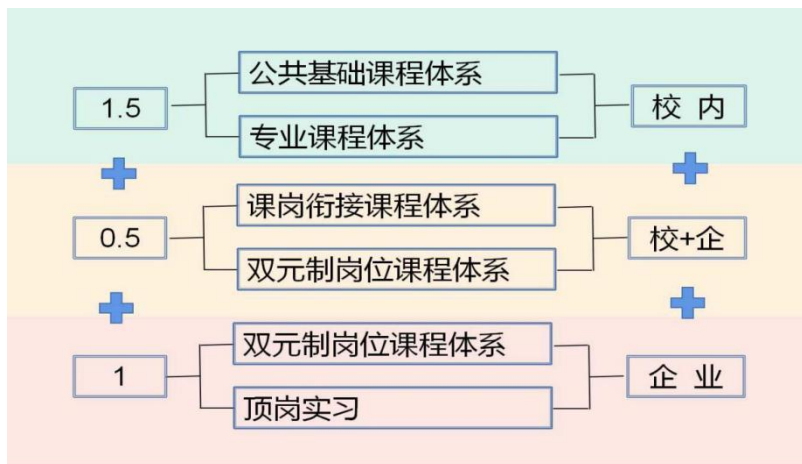 公共基础课程体系
1.5
校 内
专业课程体系
课岗衔接课程体系
0.5
校+企
双元制岗位课程体系
双元制岗位课程体系
1
企 业
顶岗实习